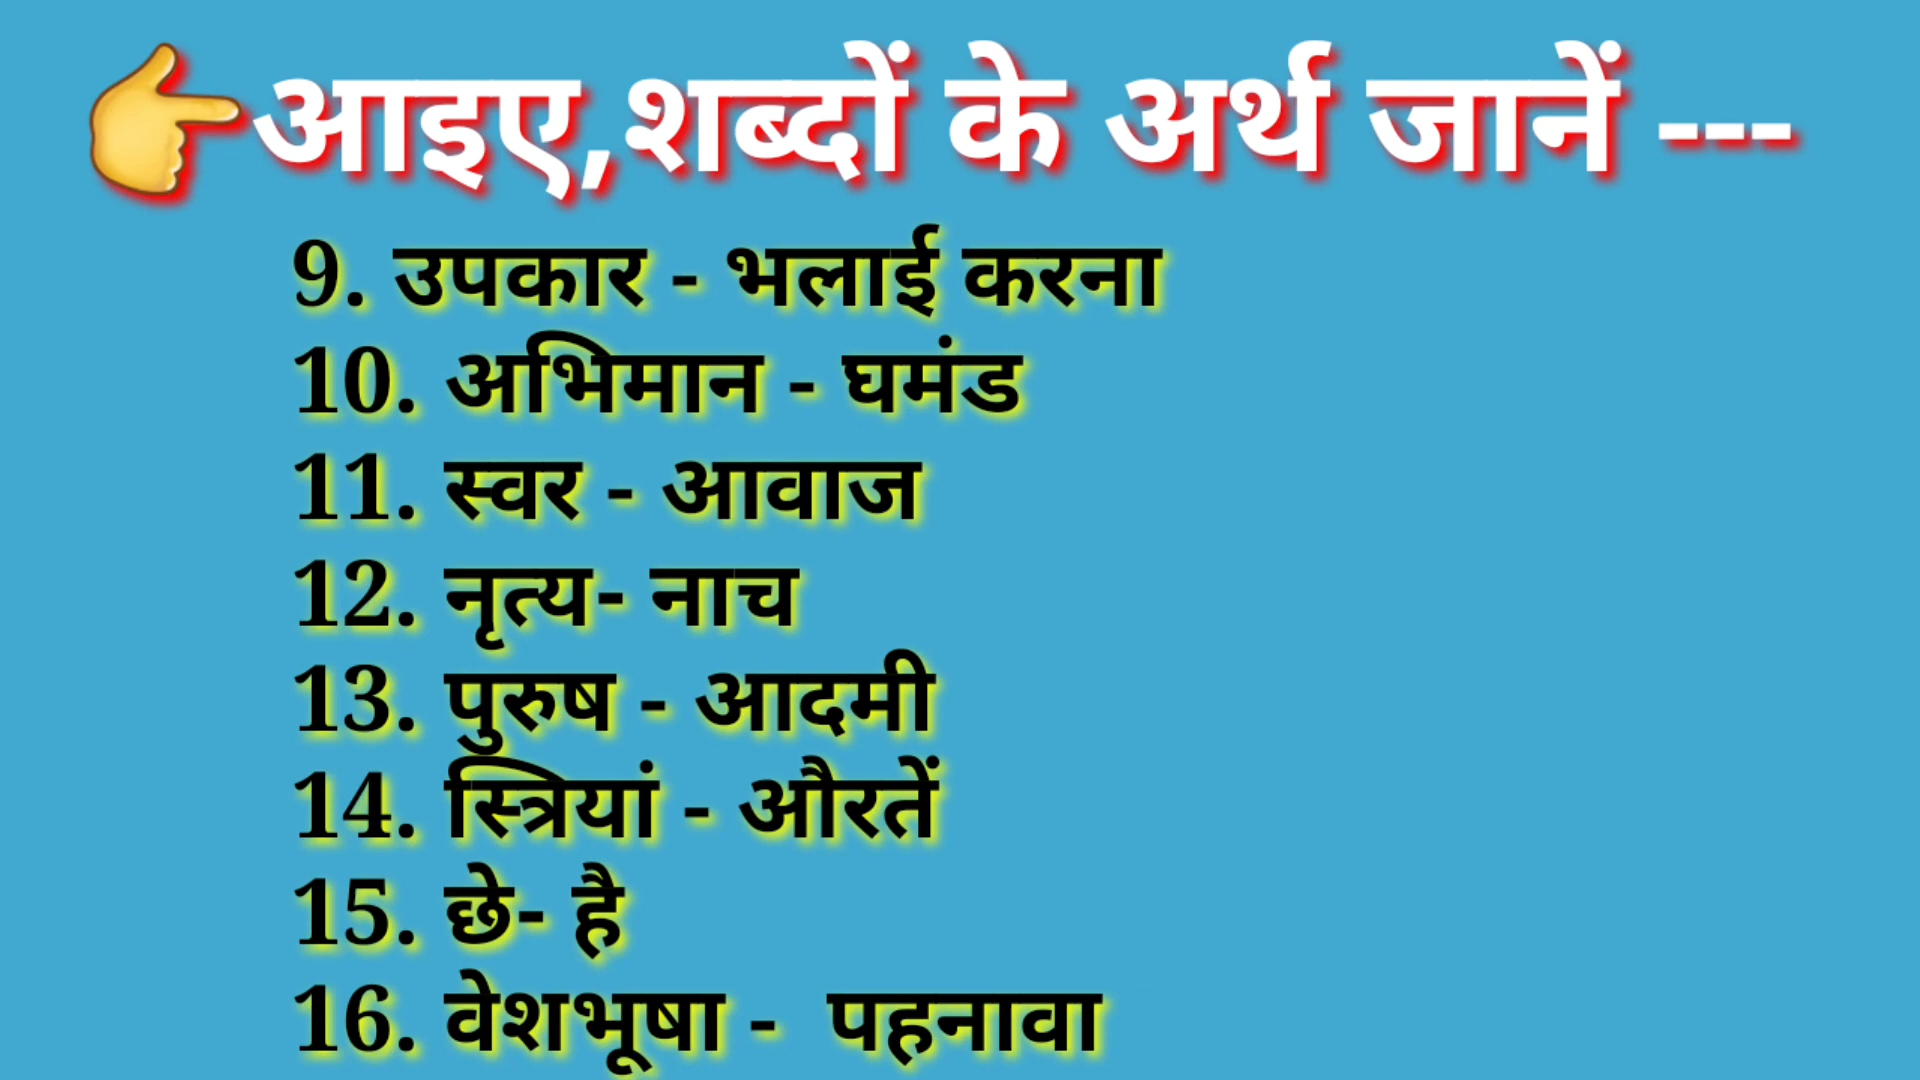 👉आइए,शब्दों के अर्थ जानें ---
9. उपकार - भलाई करना
10. अभिमान - घमंड
11. स्वर - आवाज
12. नृत्य- नाच
13. पुरुष - आदमी
14. स्त्रियां - औरतें
15. छे- है
16. वेशभूषा -  पहनावा